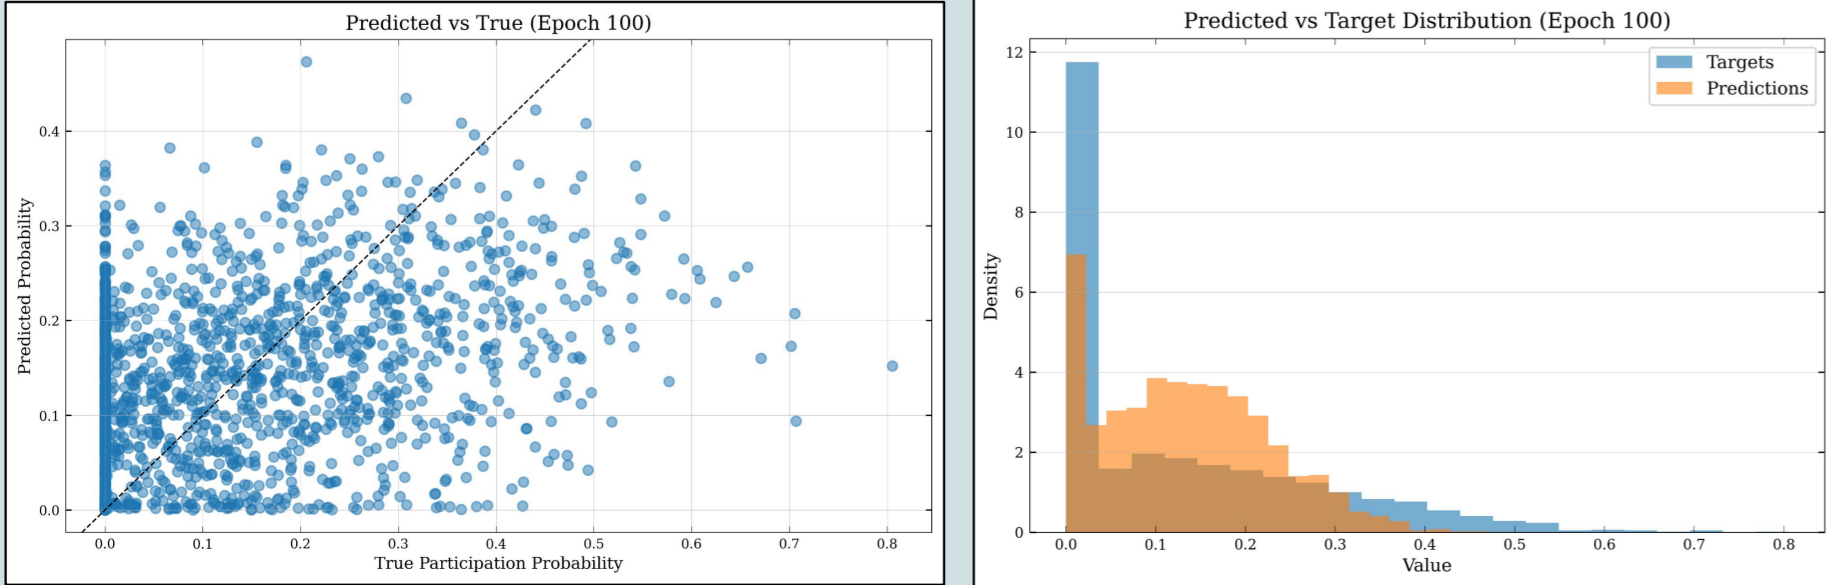 Predicted vs True (Epoch 100)
Predicted Probability
0.4
0.3
0.2
0.1
0.0
0.0 0.1 0.2 0.3 0.4 0.5 0.6 0.7 0.8
True Participation Probability
Predicted vs Target Distribution (Epoch 100)
Targets
Predictions
Density
12
10
8
6
4
2
0
0.0 0.1 0.2 0.3 0.4 0.5 0.6 0.7 0.8
Value